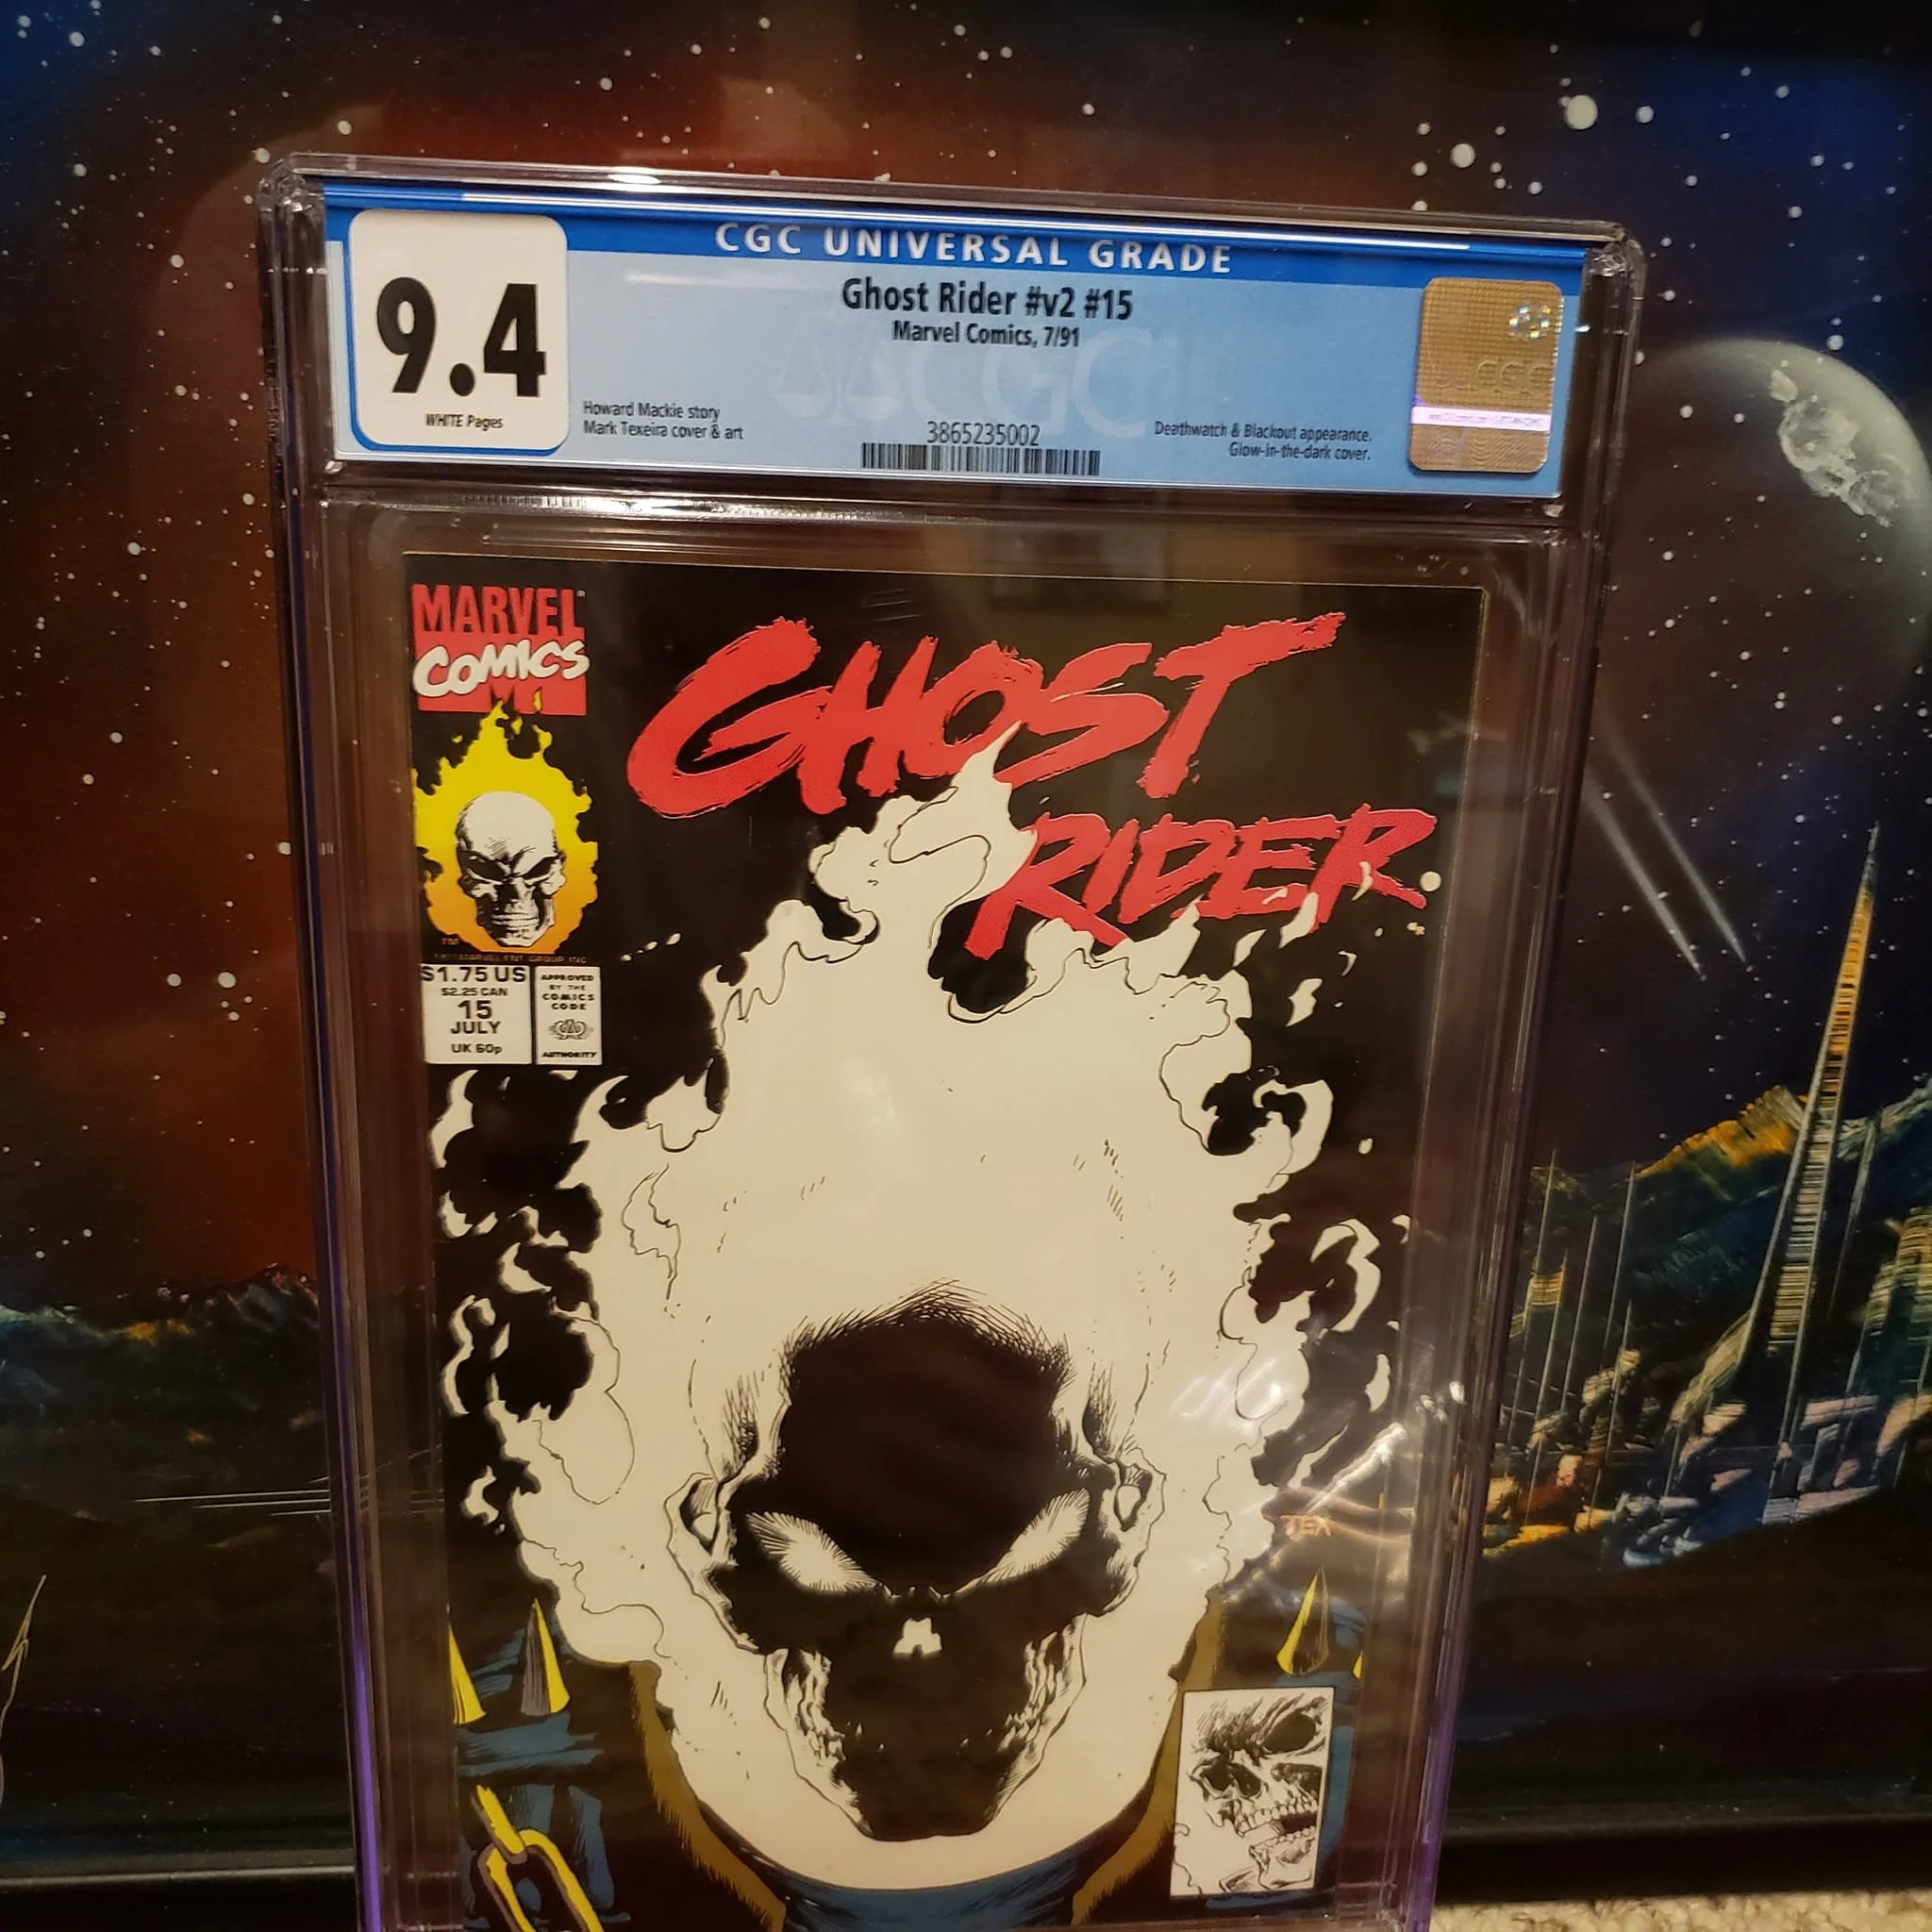 CGC UNIVERSAL GRADE
9.4
WHITE Pages
Ghost Rider #v2 #15
Marvel Comics, 7/91
Howard Mackie story
Mark Texeira cover & art
3865235002
Deathwatch & Blackout appearance.
Glow-in-the-dark cover.
CGC
MARVEL
COMICS
GHOST
RIDER
TM
$1.75 US
$2.25 CAN
15
JULY
UK 60p
APPROVED
BY THE
COMICS
CODE
AUTHORITY
TEX